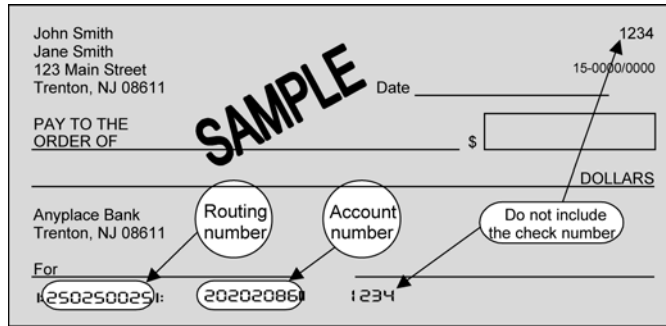 John Smith
Jane Smith
123 Main Street
Trenton, NJ 08611
1234
15-0000/0000
SAMPLE
Date
PAY TO THE
ORDER OF
$
DOLLARS
Anyplace Bank
Trenton, NJ 08611
Routing
number
Account
number
Do not include
the check number
For
⑆250250025⑆ 202020860⑈ 1234